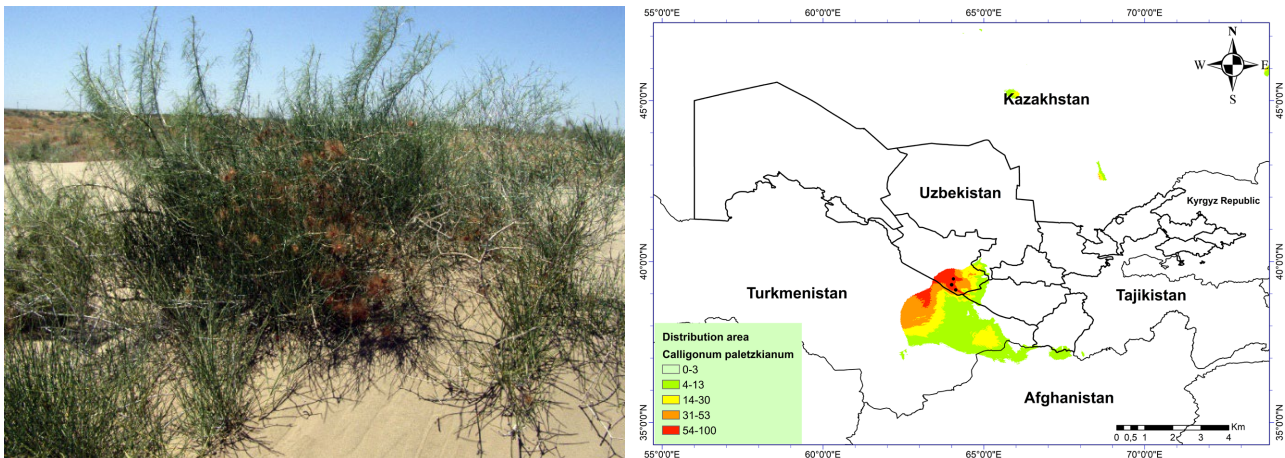 55°0'0"E 60°0'0"E 65°0'0"E 70°0'0"E
N
W E
S
45°0'0"N 45°0'0"N
Kazakhstan
Uzbekistan
Kyrgyz Republic
40°0'0"N 40°0'0"N
Turkmenistan
Tajikistan
Distribution area
Calligonum paletzkianum
0-3
4-13
14-30
31-53
54-100
Afghanistan
35°0'0"N 35°0'0"N
Km
0 0,5 1 2 3 4
55°0'0"E 60°0'0"E 65°0'0"E 70°0'0"E